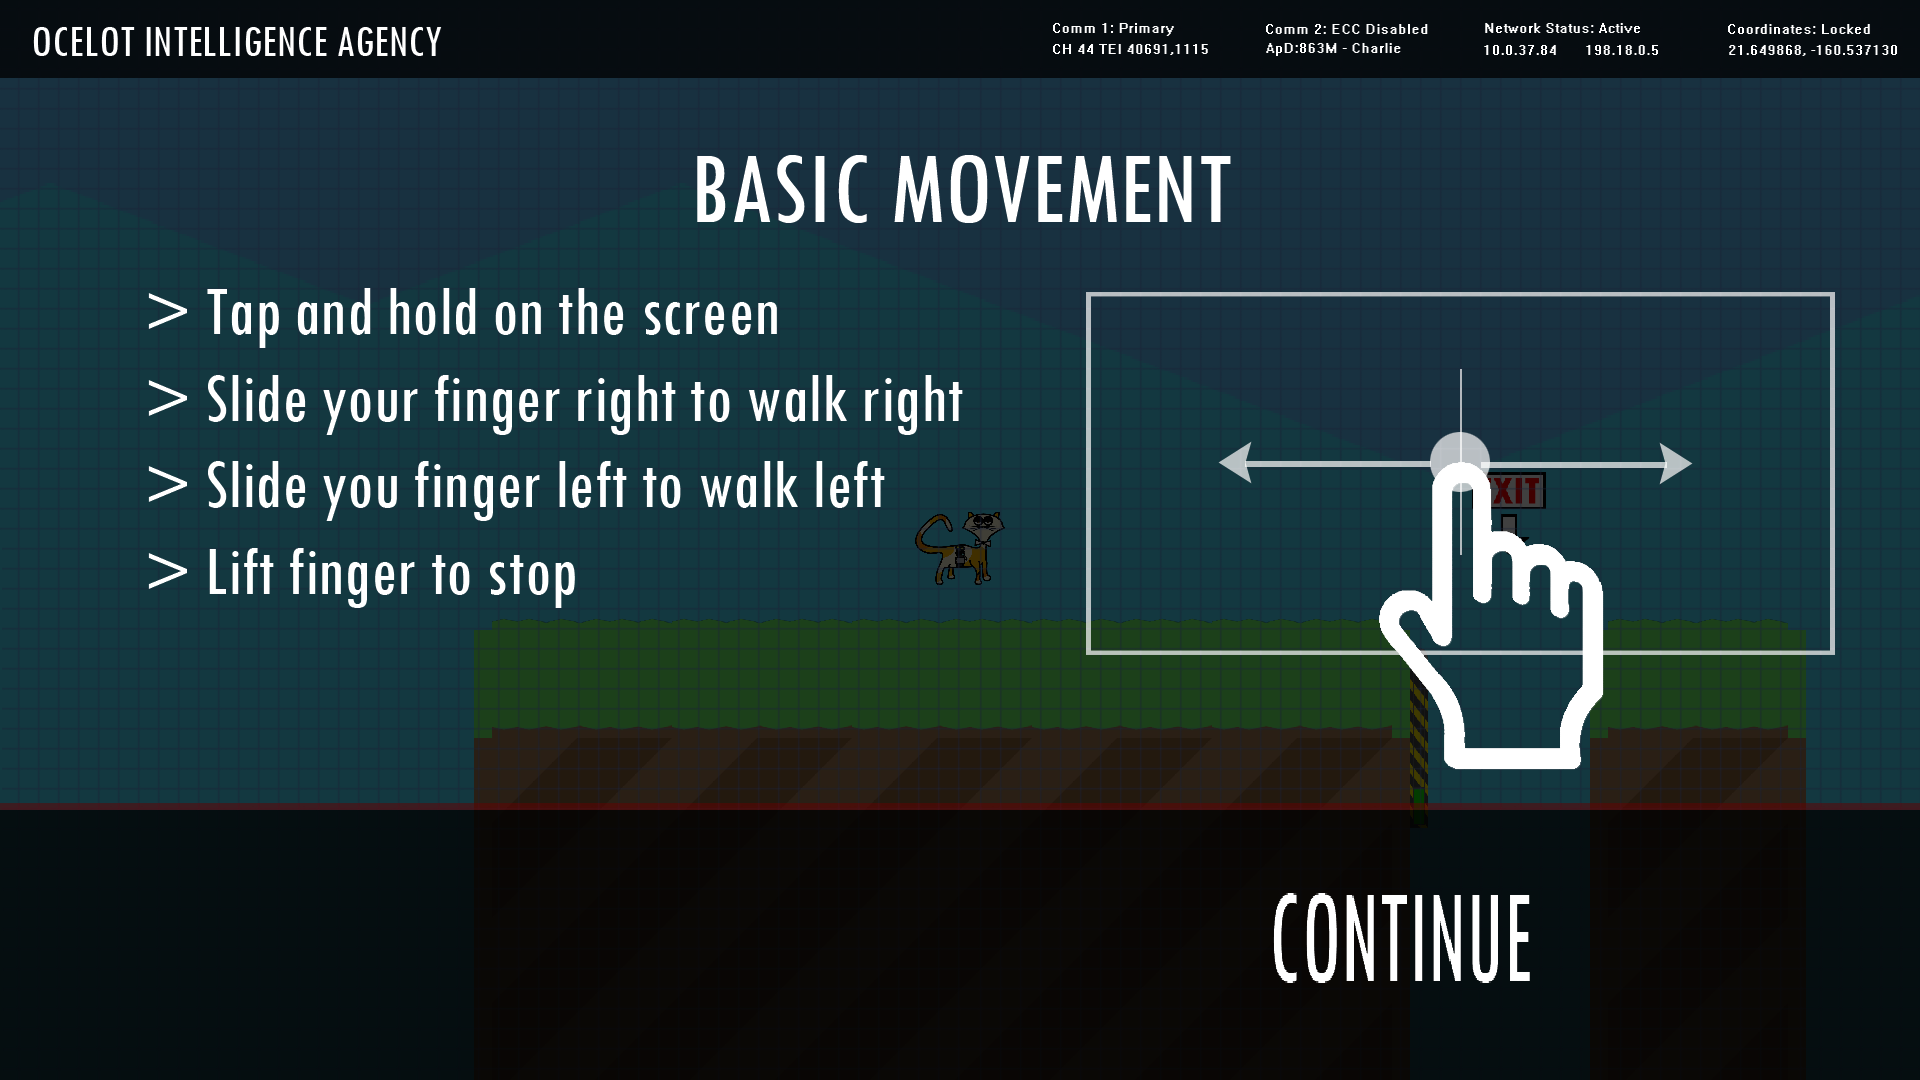 OCELOT INTELLIGENCE AGENCY
Comm 1: Primary
CH 44 TEI 40691,1115
Comm 2: ECC Disabled
ApD:863M - Charlie
Network Status: Active
10.0.37.84 198.18.0.5
Coordinates: Locked
21.649868, -160.537130
BASIC MOVEMENT
> Tap and hold on the screen
> Slide your finger right to walk right
> Slide you finger left to walk left
> Lift finger to stop
EXIT
CONTINUE